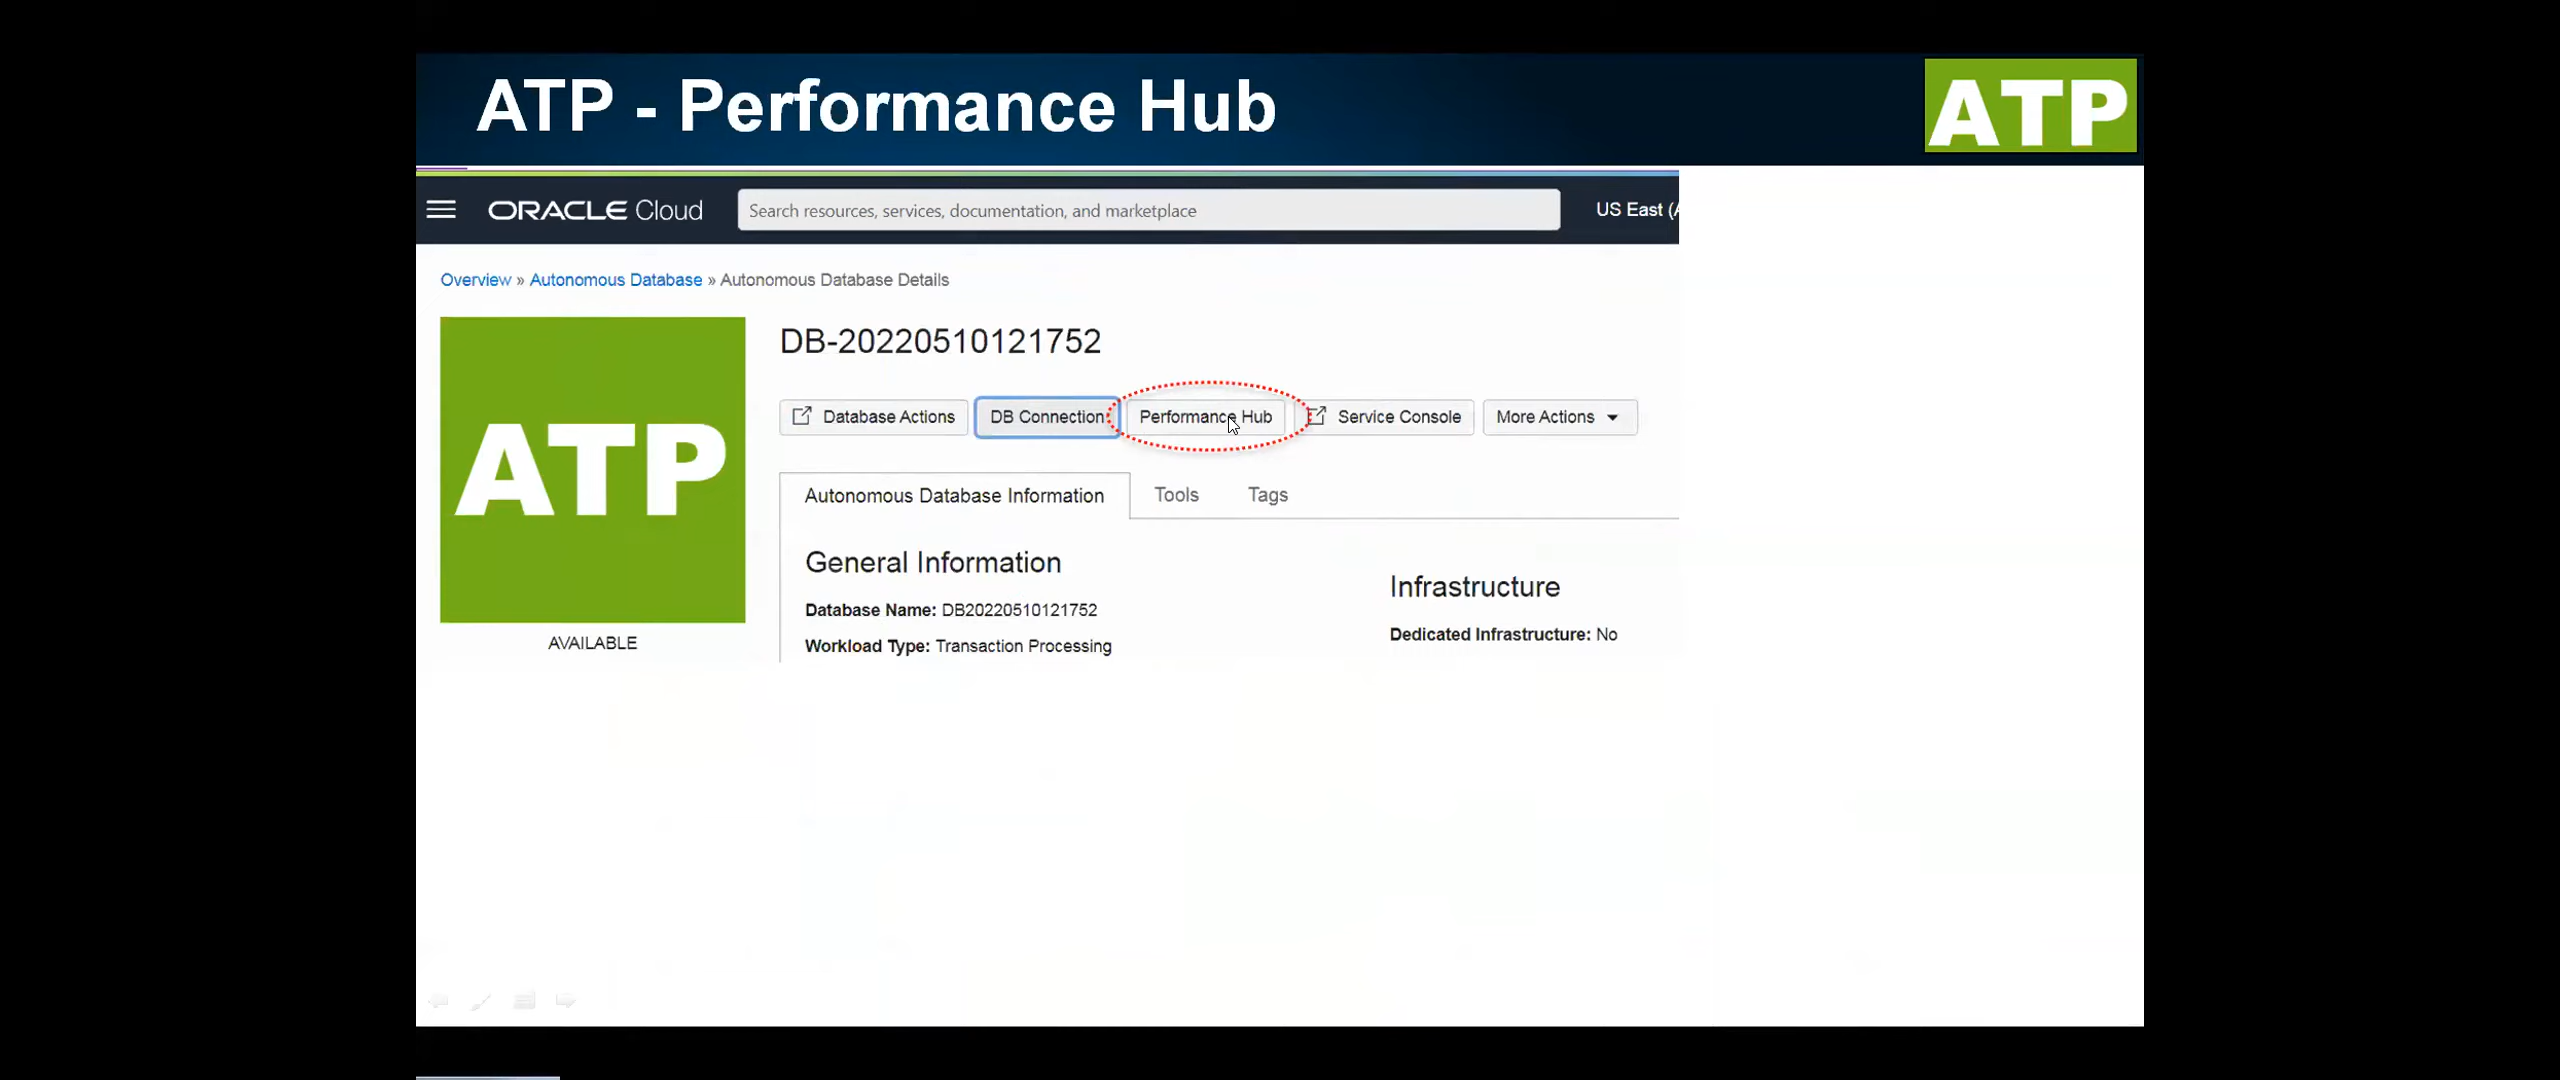 ATP - Performance Hub
ATP
ORACLE Cloud
Search resources, services, documentation, and marketplace
US East (
Overview » Autonomous Database » Autonomous Database Details
ATP
AVAILABLE
DB-20220510121752
Database Actions
DB Connection
Performance Hub
Service Console
More Actions
Autonomous Database Information
Tools
Tags
General Information
Database Name: DB20220510121752
Workload Type: Transaction Processing
Infrastructure
Dedicated Infrastructure: No